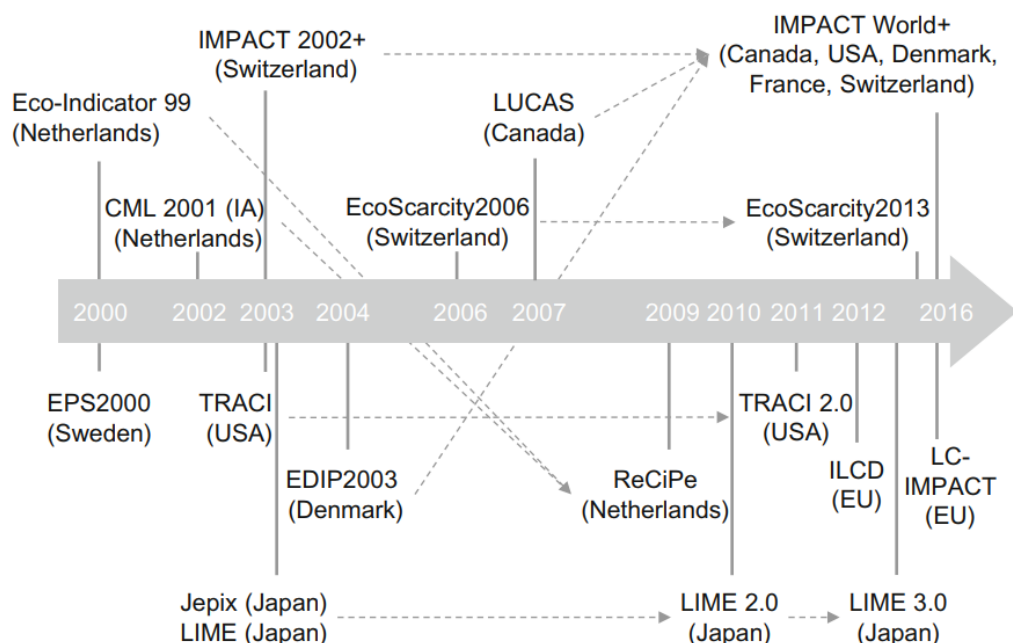 IMPACT 2002+
(Switzerland)
IMPACT World+
(Canada, USA, Denmark,
France, Switzerland)
Eco-Indicator 99
(Netherlands)
LUCAS
(Canada)
CML 2001 (IA)
(Netherlands)
EcoScarcity2006
(Switzerland)
EcoScarcity2013
(Switzerland)
2000 2002 2003 2004 2006 2007 2009 2010 2011 2012 2016
EPS2000
(Sweden)
TRACI
(USA)
TRACI 2.0
(USA)
EDIP2003
(Denmark)
ReCiPe
(Netherlands)
ILCD
(EU)
LC-
IMPACT
(EU)
Jepix (Japan)
LIME (Japan)
LIME 2.0
(Japan)
LIME 3.0
(Japan)